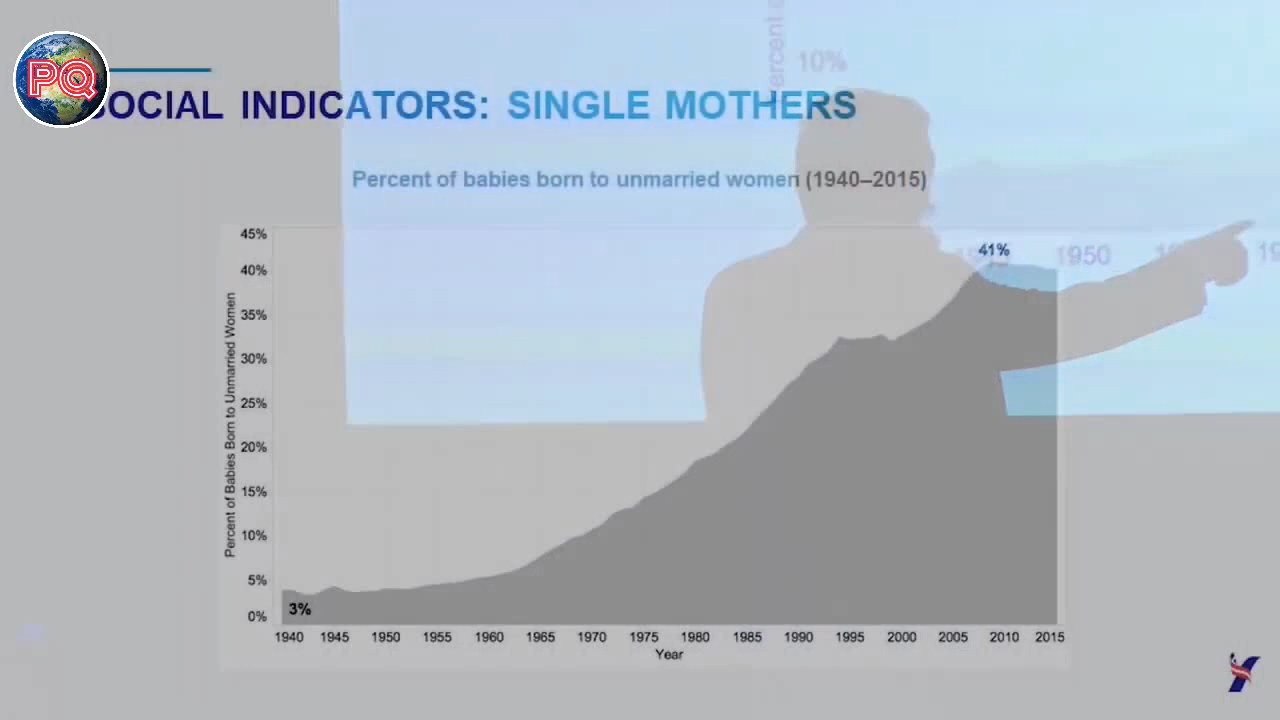 PQ
SOCIAL INDICATORS: SINGLE MOTHERS
Percent of babies born to unmarried women (1940–2015)
10%
1950
45%
40%
35%
30%
25%
20%
15%
10%
5%
0%
Percent of Babies Born to Unmarried Women
41%
3%
1940 1945 1950 1955 1960 1965 1970 1975 1980 1985 1990 1995 2000 2005 2010 2015
Year